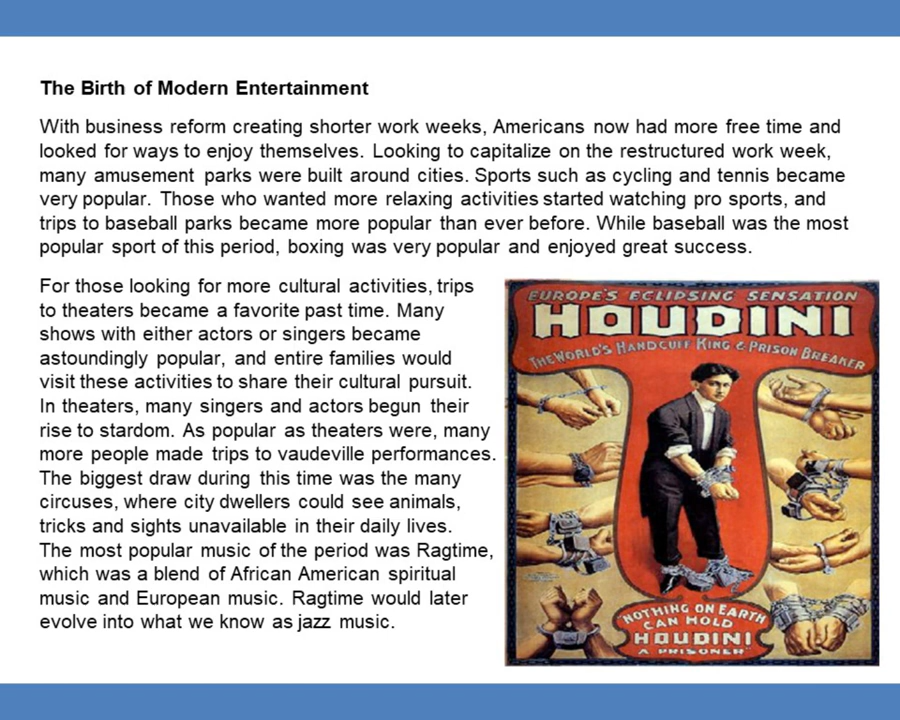 The Birth of Modern Entertainment
With business reform creating shorter work weeks, Americans now had more free time and
looked for ways to enjoy themselves. Looking to capitalize on the restructured work week,
many amusement parks were built around cities. Sports such as cycling and tennis became
very popular. Those who wanted more relaxing activities started watching pro sports, and
trips to baseball parks became more popular than ever before. While baseball was the most
popular sport of this period, boxing was very popular and enjoyed great success.
For those looking for more cultural activities, trips
to theaters became a favorite past time. Many
shows with either actors or singers became
astoundingly popular, and entire families would
visit these activities to share their cultural pursuit.
In theaters, many singers and actors begun their
rise to stardom. As popular as theaters were, many
more people made trips to vaudeville performances.
The biggest draw during this time was the many
circuses, where city dwellers could see animals,
tricks and sights unavailable in their daily lives.
The most popular music of the period was Ragtime,
which was a blend of African American spiritual
music and European music. Ragtime would later
evolve into what we know as jazz music.
EUROPE'S ECLIPSING SENSATION
HOUDINI
THE WORLD'S HANDCUFF KING & PRISON BREAKER
"NOTHING ON EARTH
CAN HOLD
HOUDINI
A PRISONER"